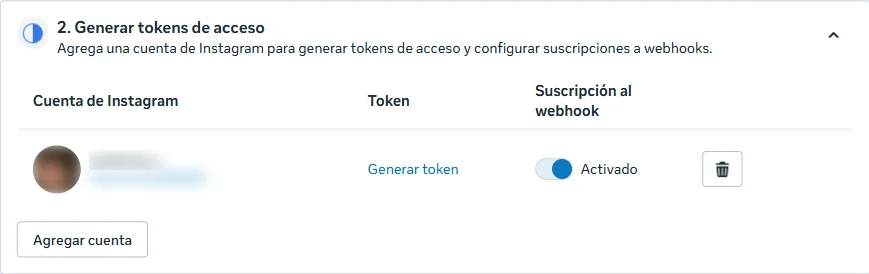 2. Generar tokens de acceso
Agrega una cuenta de Instagram para generar tokens de acceso y configurar suscripciones a webhooks.
Cuenta de Instagram
Token
Suscripción al
webhook
Generar token
Activado
Agregar cuenta